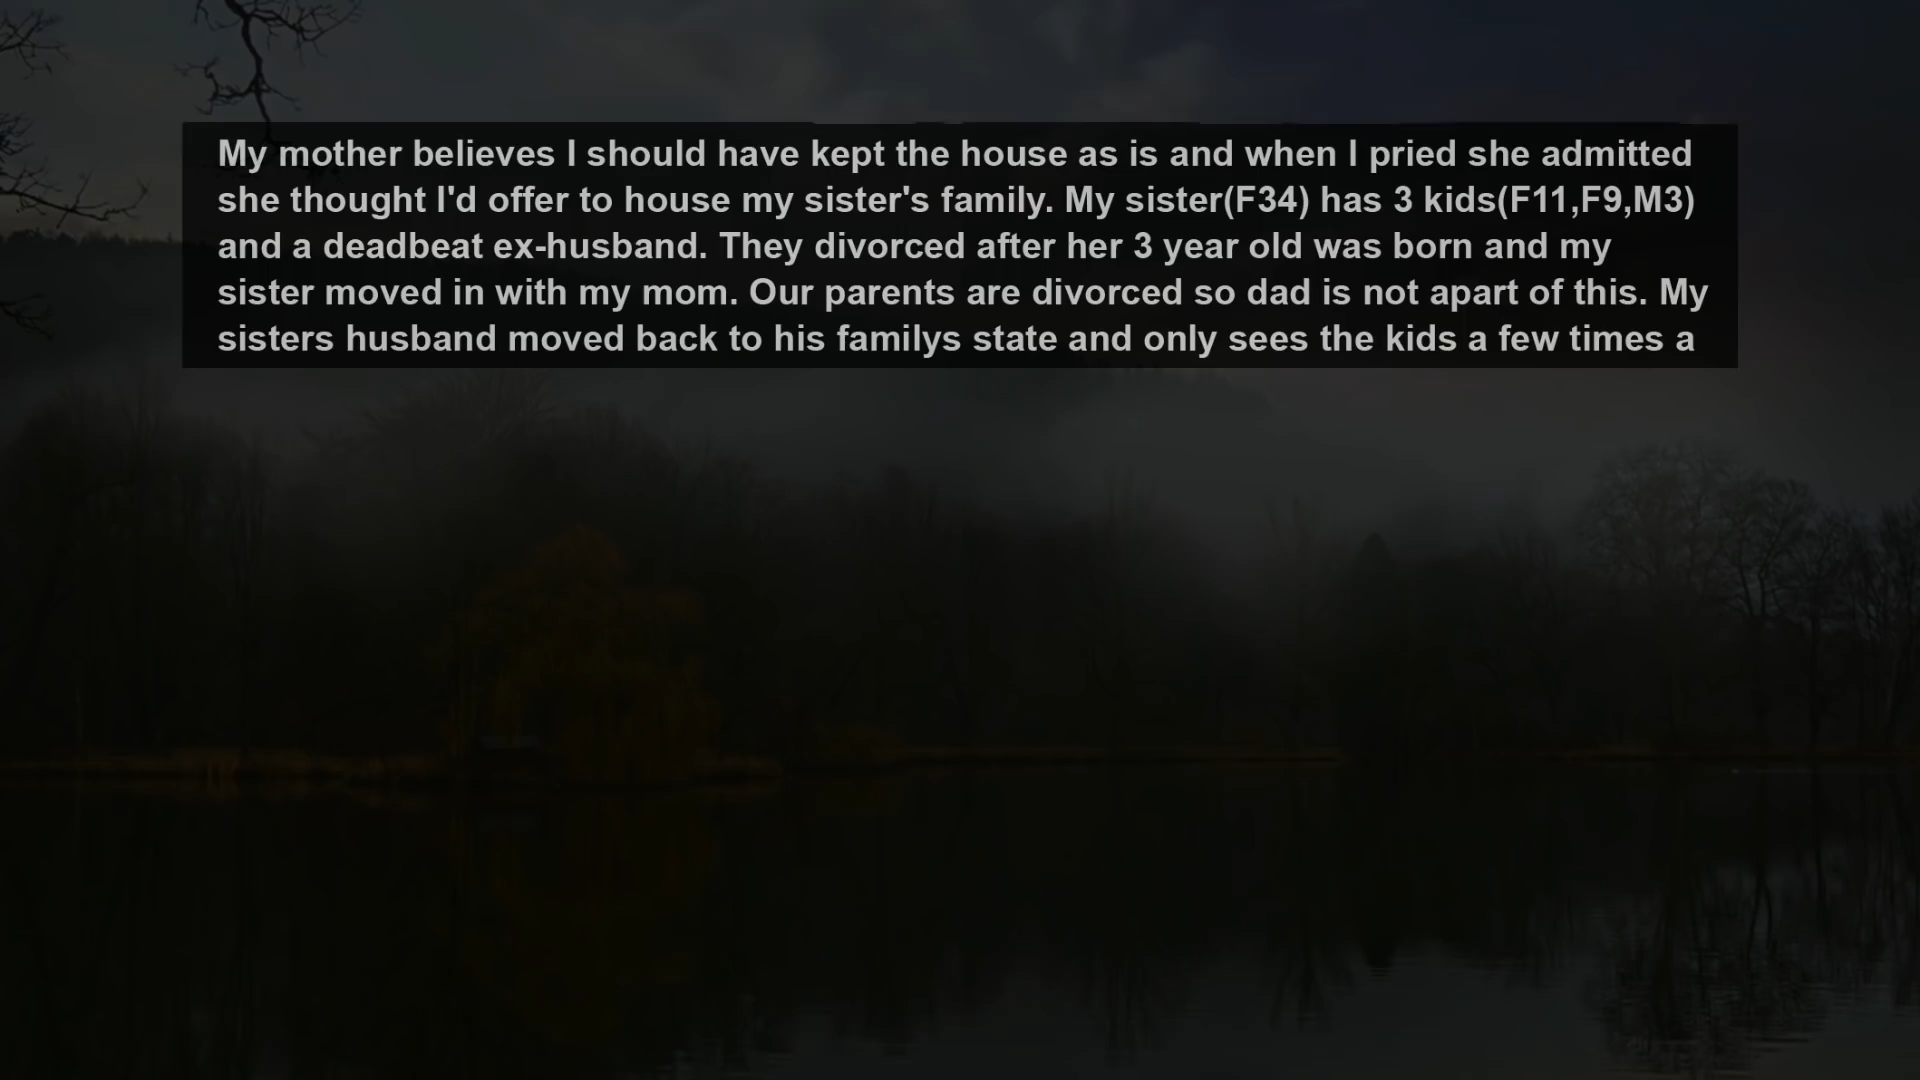 My mother believes I should have kept the house as is and when I pried she admitted
she thought I'd offer to house my sister's family. My sister(F34) has 3 kids(F11,F9,M3)
and a deadbeat ex-husband. They divorced after her 3 year old was born and my
sister moved in with my mom. Our parents are divorced so dad is not apart of this. My
sisters husband moved back to his familys state and only sees the kids a few times a